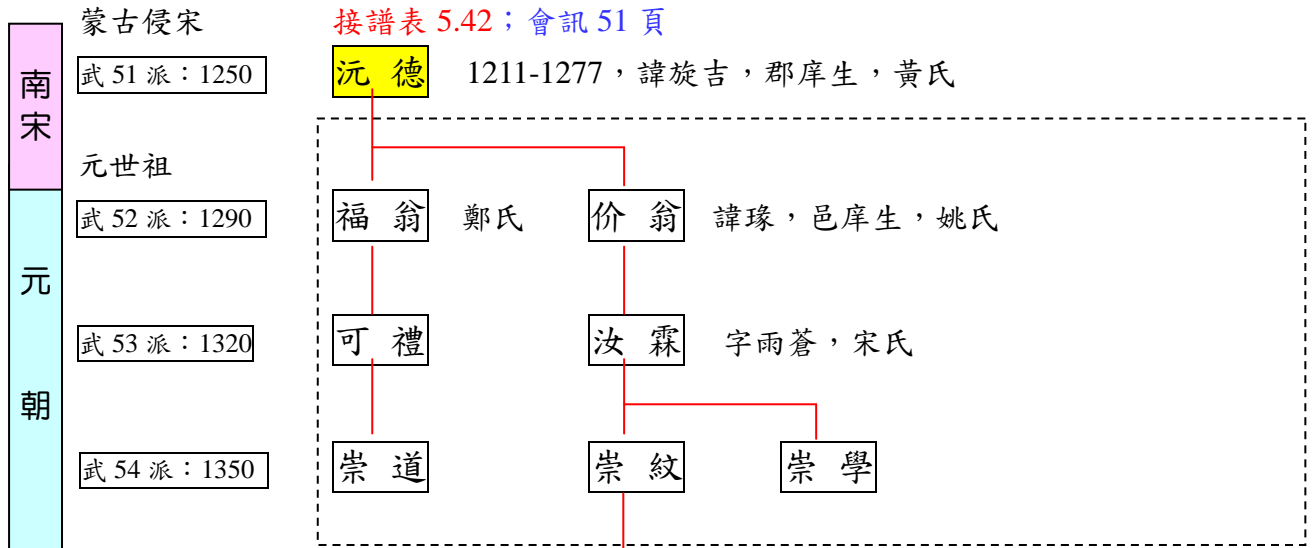 蒙古侵宋 接譜表 5.42；會訊 51 頁
南宋
武 51 派：1250 沅 德 1211-1277，諱旋吉，郡庠生，黃氏
元世祖
元朝
武 52 派：1290 福 翁 鄭氏 价 翁 諱瑑，邑庠生，姚氏
武 53 派：1320 可 禮 汝 霖 字雨蒼，宋氏
武 54 派：1350 崇 道 崇 紋 崇 學